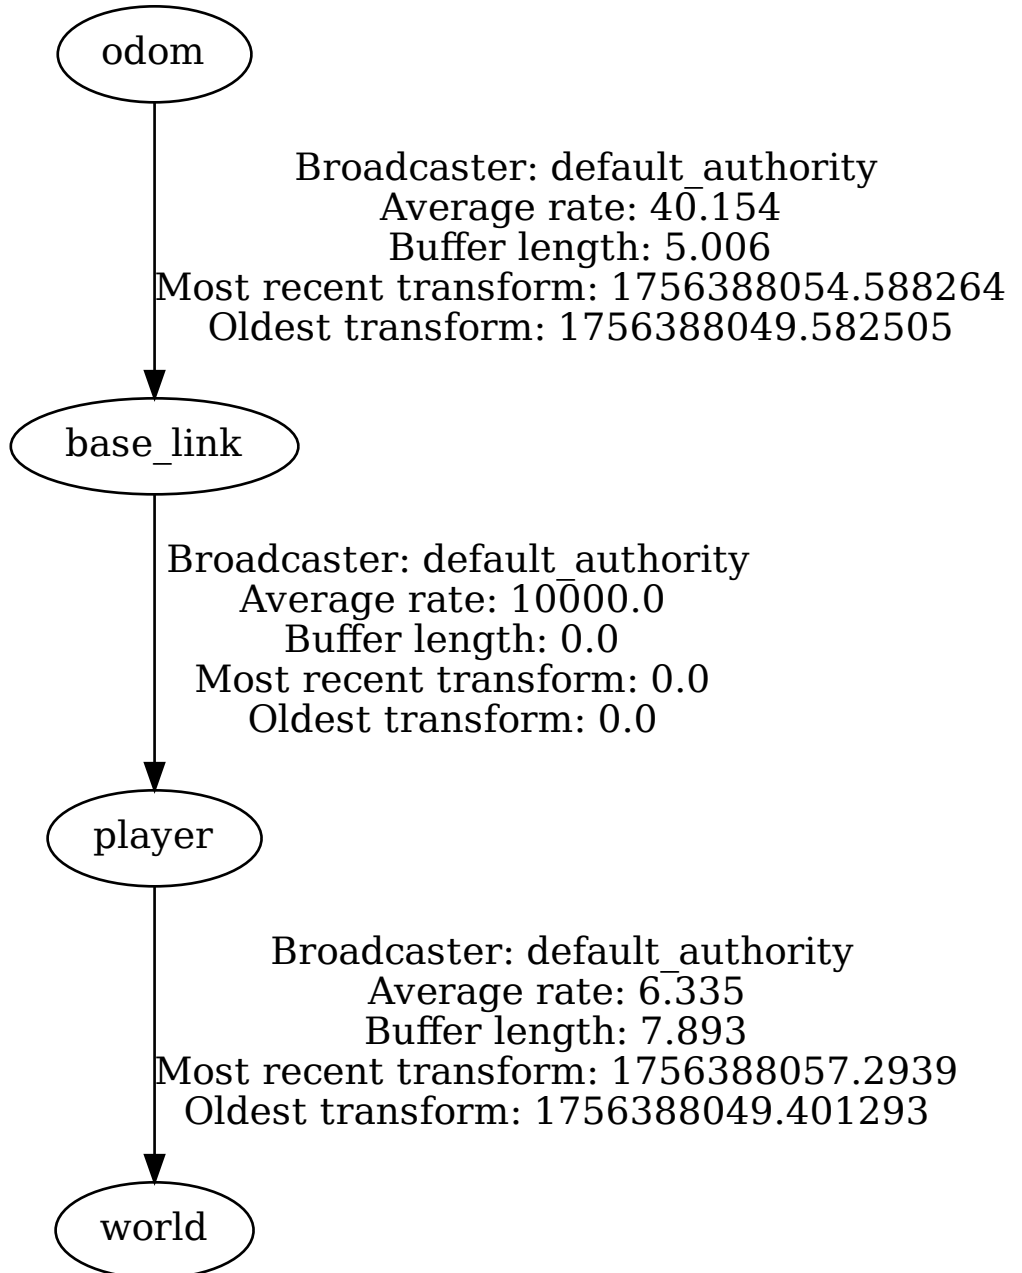 odom
Broadcaster: default_authority
Average rate: 40.154
Buffer length: 5.006
Most recent transform: 1756388054.588264
Oldest transform: 1756388049.582505
base_link
Broadcaster: default_authority
Average rate: 10000.0
Buffer length: 0.0
Most recent transform: 0.0
Oldest transform: 0.0
player
Broadcaster: default_authority
Average rate: 6.335
Buffer length: 7.893
Most recent transform: 1756388057.2939
Oldest transform: 1756388049.401293
world